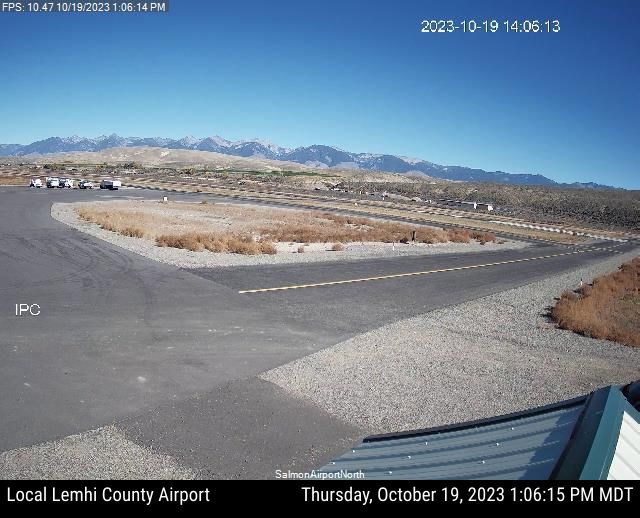 FPS: 10.47 10/19/2023 1:06:14 PM
2023-10-19 14:06:13
IPC
SalmonAirportNorth
Local Lemhi County Airport Thursday, October 19, 2023 1:06:15 PM MDT